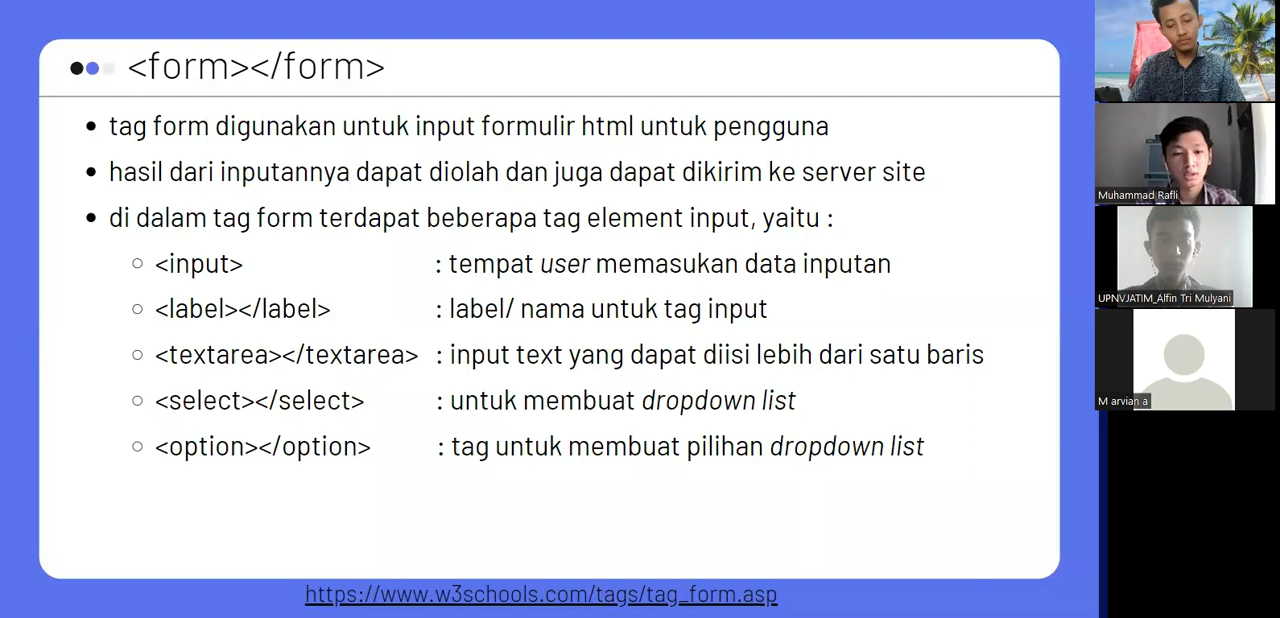 <form></form>
tag form digunakan untuk input formulir html untuk pengguna
hasil dari inputannya dapat diolah dan juga dapat dikirim ke server site
di dalam tag form terdapat beberapa tag element input, yaitu :
<input> : tempat user memasukan data inputan
<label></label> : label/ nama untuk tag input
<textarea></textarea> : input text yang dapat diisi lebih dari satu baris
<select></select> : untuk membuat dropdown list
<option></option> : tag untuk membuat pilihan dropdown list
https://www.w3schools.com/tags/tag_form.asp
Muhammad Rafli
UPNVJATIM_Alfin Tri Mulyani
M arvian a